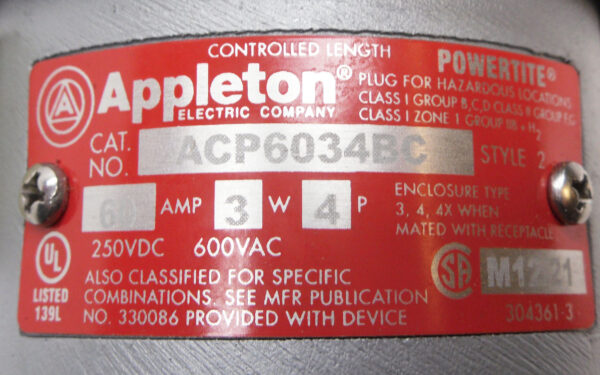 CONTROLLED LENGTH
Appleton®
ELECTRIC COMPANY
POWERTITE®
PLUG FOR HAZARDOUS LOCATIONS
CLASS I GROUP B,C,D CLASS II GROUP F,G
CLASS I ZONE 1 GROUP IIB + H2
CAT. NO. ACP6034BC STYLE 2
60 AMP 3 W 4 P
250VDC 600VAC
ENCLOSURE TYPE
3, 4, 4X WHEN
MATED WITH RECEPTACLE
UL
LISTED
139L
ALSO CLASSIFIED FOR SPECIFIC
COMBINATIONS. SEE MFR PUBLICATION
NO. 330086 PROVIDED WITH DEVICE
SA
304361-3